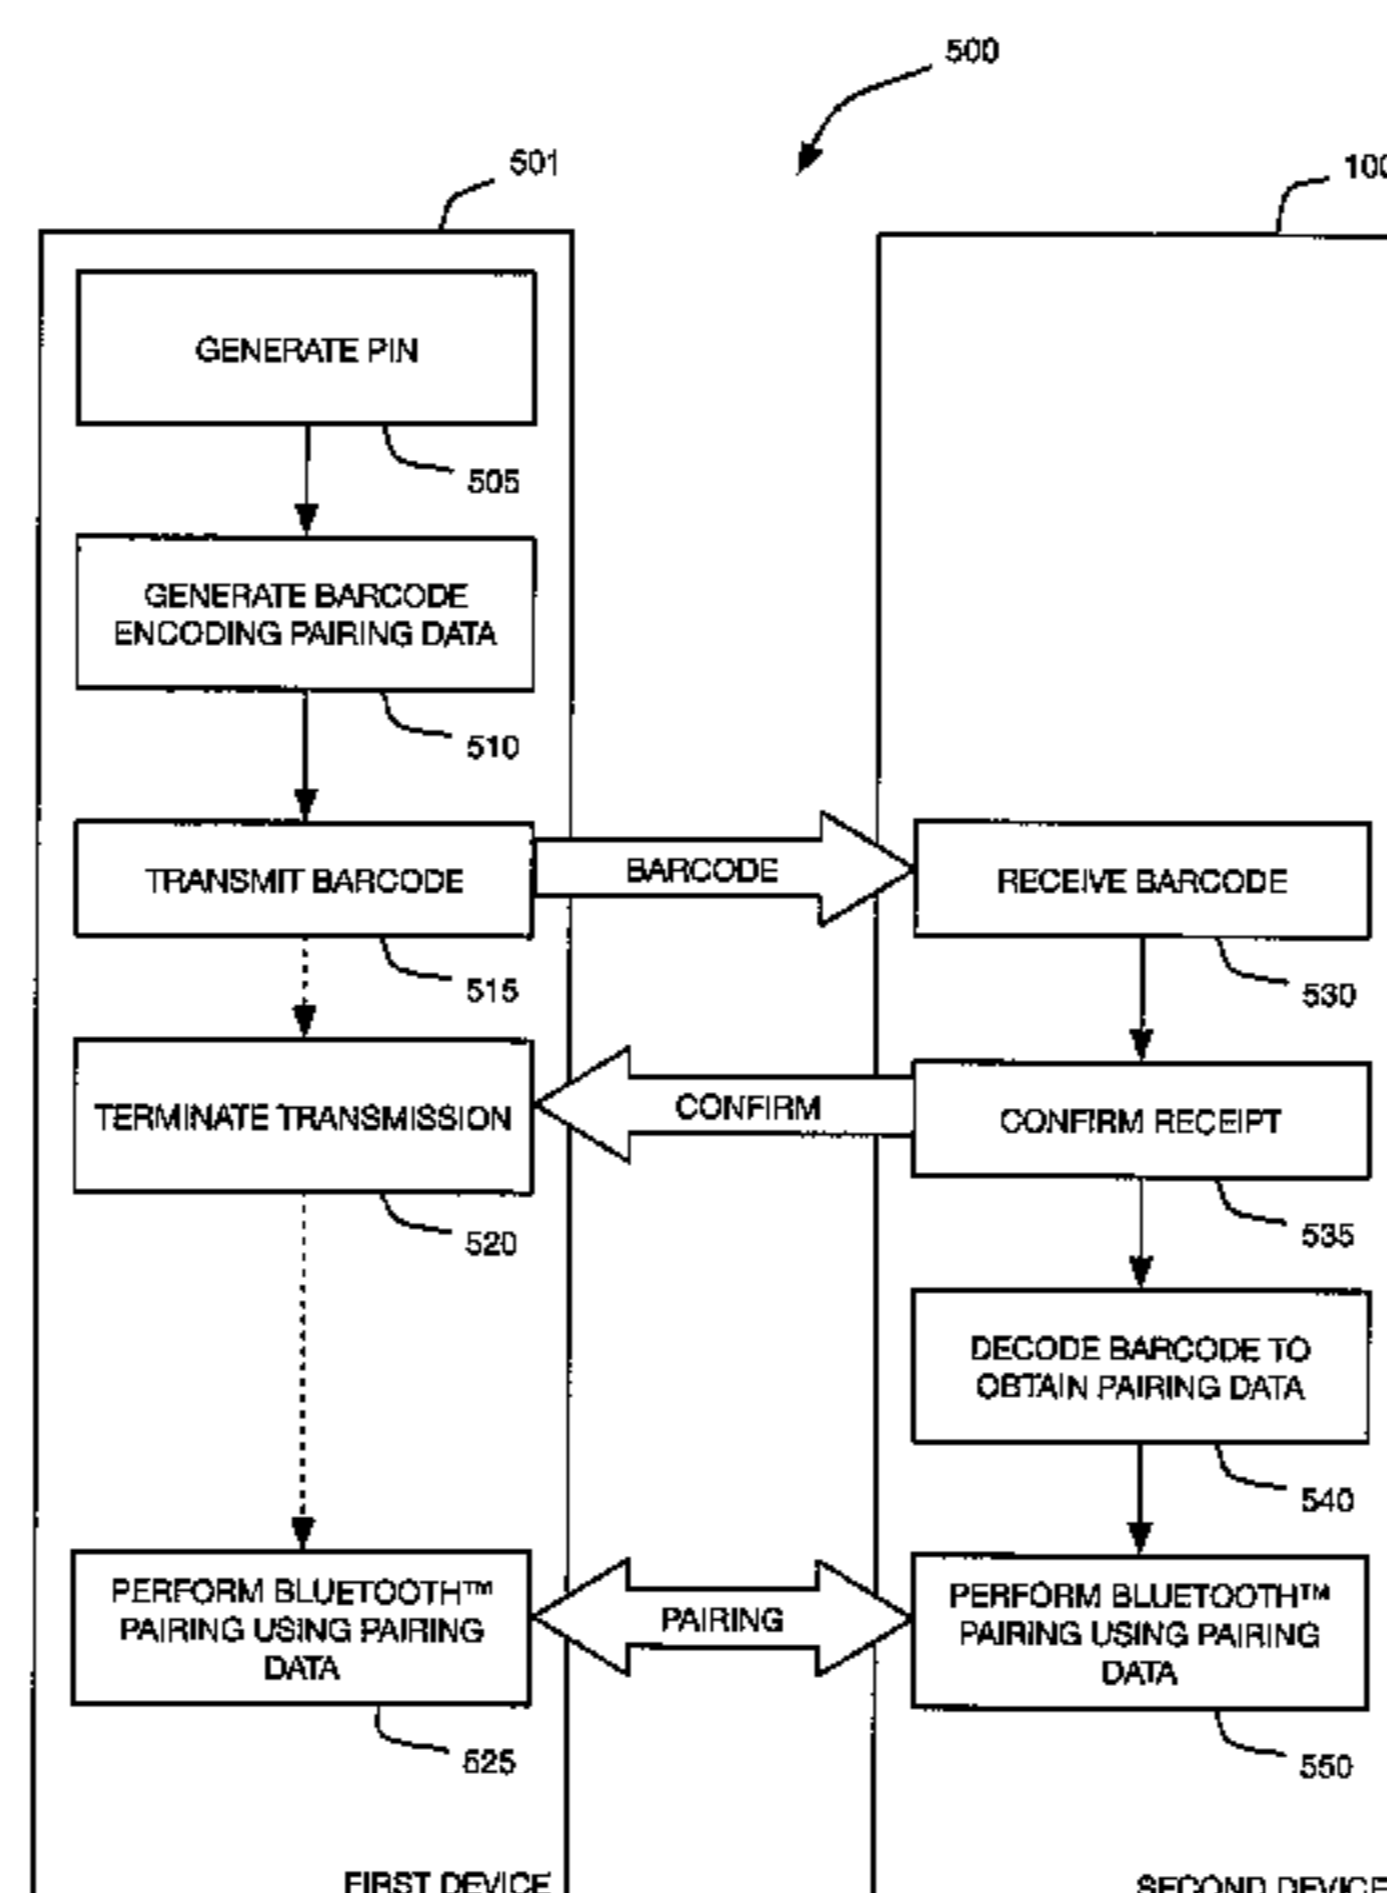 500
501
100
GENERATE PIN
505
GENERATE BARCODE
ENCODING PAIRING DATA
510
TRANSMIT BARCODE
BARCODE
RECEIVE BARCODE
515
530
TERMINATE TRANSMISSION
CONFIRM
CONFIRM RECEIPT
520
535
DECODE BARCODE TO
OBTAIN PAIRING DATA
540
PERFORM BLUETOOTH™
PAIRING USING PAIRING
DATA
PAIRING
PERFORM BLUETOOTH™
PAIRING USING PAIRING
DATA
525
550
FIRST DEVICE
SECOND DEVICE